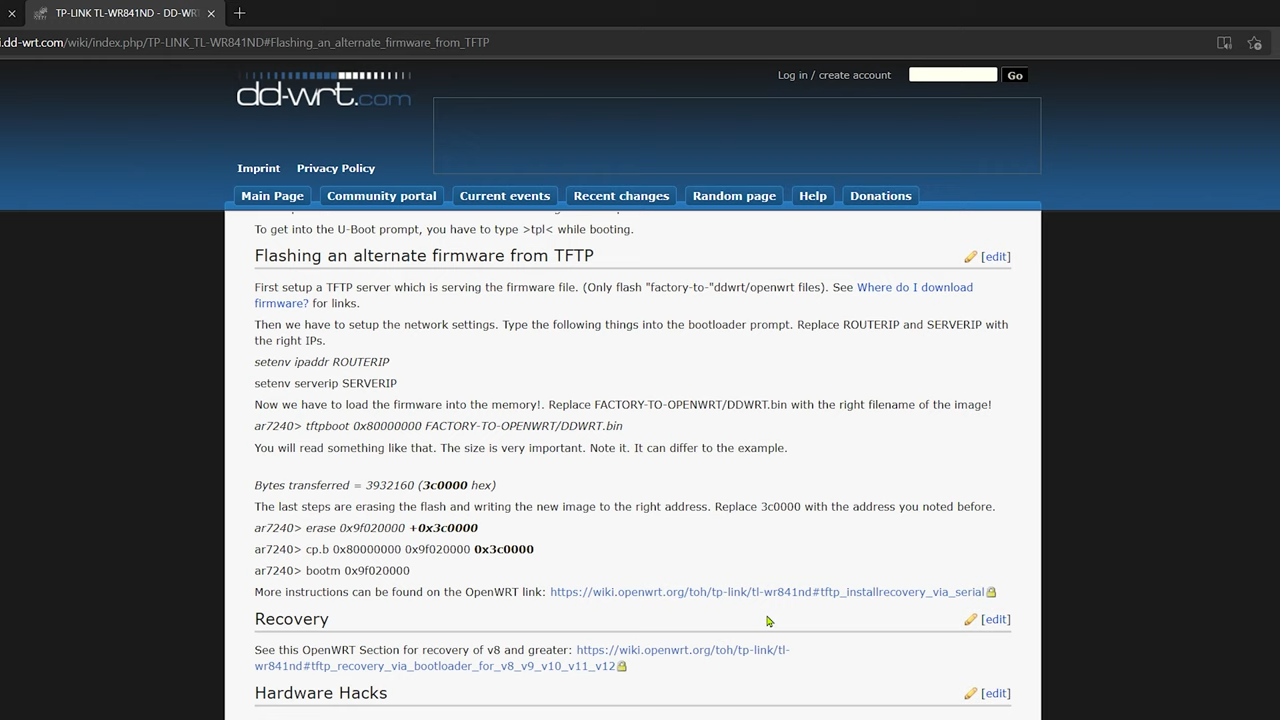 TP-LINK TL-WR841ND - DD-WR
i.dd-wrt.com/wiki/index.php/TP-LINK_TL-WR841ND#Flashing_an_alternate_firmware_from_TFTP
dd-wrt.com
Log in / create account
Go
Imprint Privacy Policy
Main Page Community portal Current events Recent changes Random page Help Donations
To get into the U-Boot prompt, you have to type >tpl< while booting.
Flashing an alternate firmware from TFTP [edit]
First setup a TFTP server which is serving the firmware file. (Only flash "factory-to-"ddwrt/openwrt files). See Where do I download
firmware? for links.
Then we have to setup the network settings. Type the following things into the bootloader prompt. Replace ROUTERIP and SERVERIP with
the right IPs.
setenv ipaddr ROUTERIP
setenv serverip SERVERIP
Now we have to load the firmware into the memory!. Replace FACTORY-TO-OPENWRT/DDWRT.bin with the right filename of the image!
ar7240> tftpboot 0x80000000 FACTORY-TO-OPENWRT/DDWRT.bin
You will read something like that. The size is very important. Note it. It can differ to the example.
Bytes transferred = 3932160 (3c0000 hex)
The last steps are erasing the flash and writing the new image to the right address. Replace 3c0000 with the address you noted before.
ar7240> erase 0x9f020000 +0x3c0000
ar7240> cp.b 0x80000000 0x9f020000 0x3c0000
ar7240> bootm 0x9f020000
More instructions can be found on the OpenWRT link: https://wiki.openwrt.org/toh/tp-link/tl-wr841nd#tftp_installrecovery_via_serial
Recovery [edit]
See this OpenWRT Section for recovery of v8 and greater: https://wiki.openwrt.org/toh/tp-link/tl-
wr841nd#tftp_recovery_via_bootloader_for_v8_v9_v10_v11_v12
Hardware Hacks [edit]